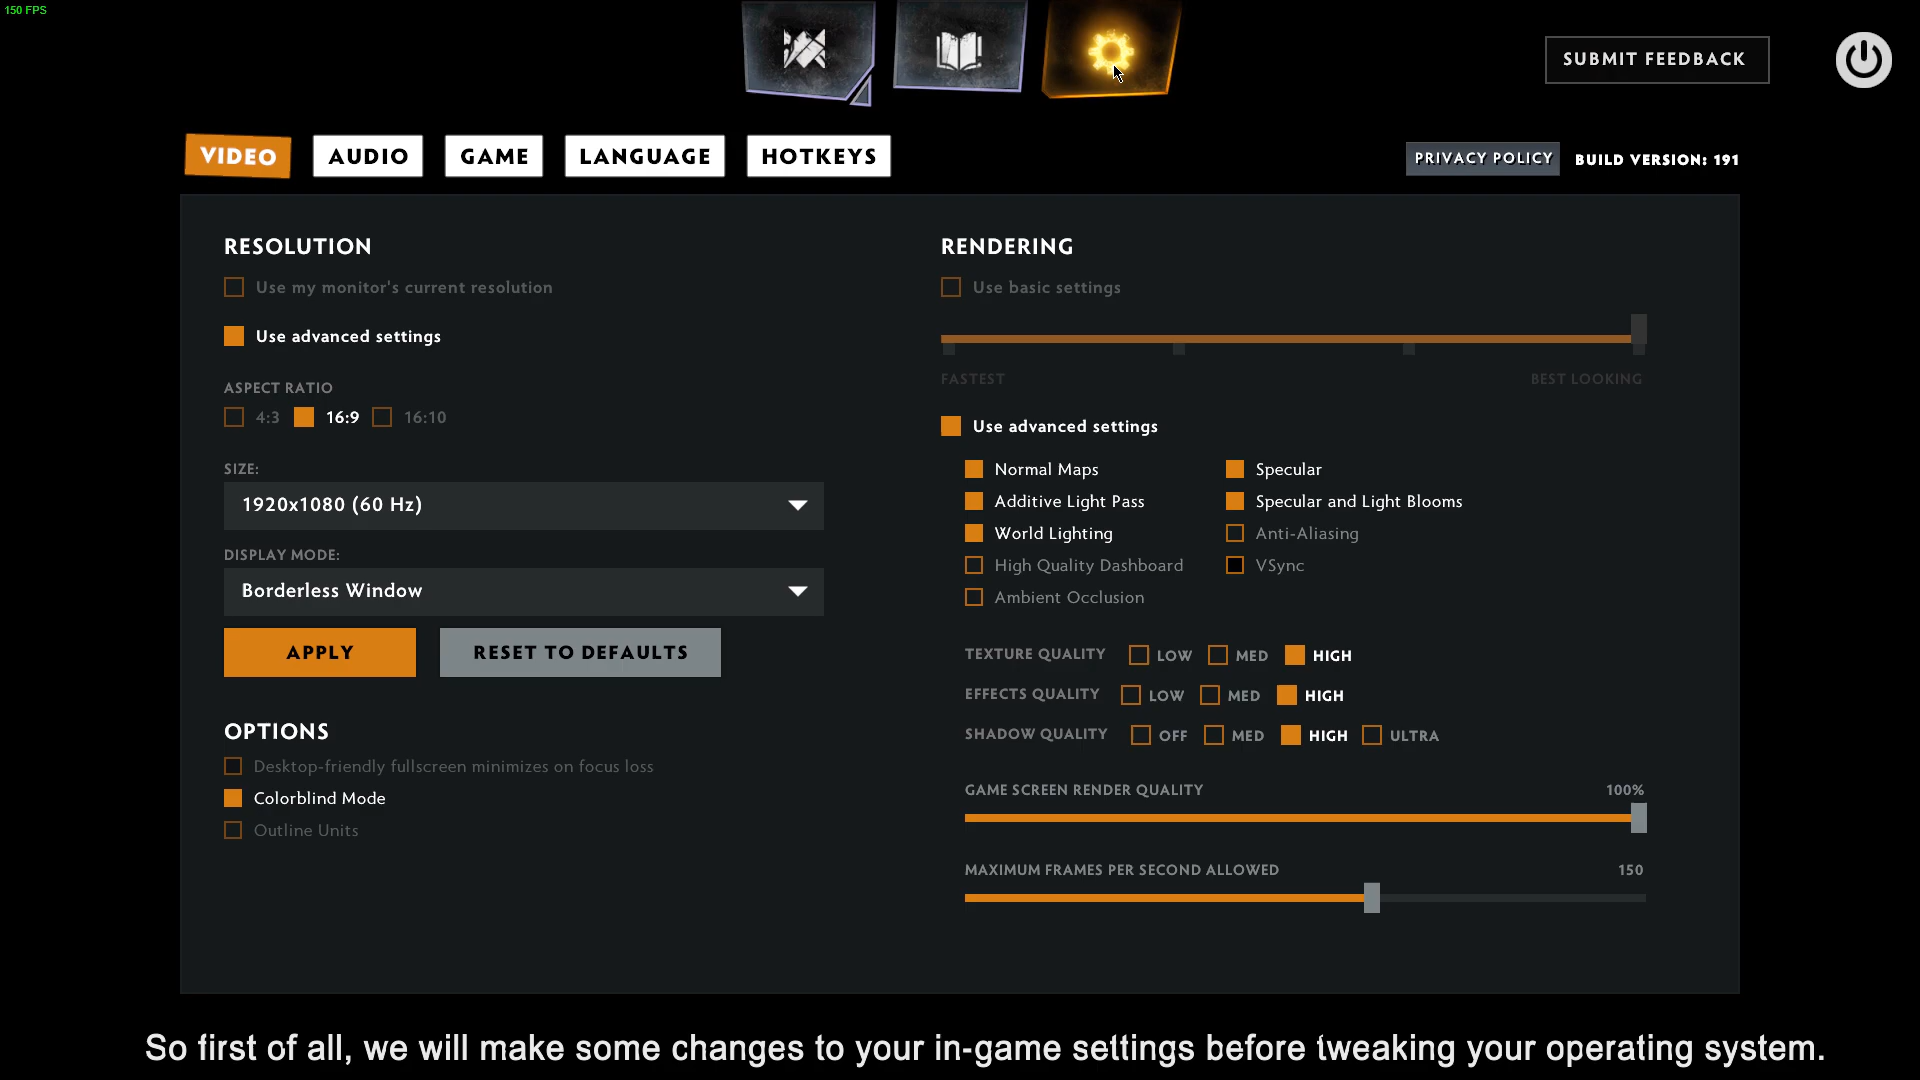 150 FPS
SUBMIT FEEDBACK
VIDEO AUDIO GAME LANGUAGE HOTKEYS
PRIVACY POLICY BUILD VERSION: 191
RESOLUTION
Use my monitor's current resolution
Use advanced settings
ASPECT RATIO
4:3 16:9 16:10
SIZE:
1920x1080 (60 Hz)
DISPLAY MODE:
Borderless Window
APPLY RESET TO DEFAULTS
OPTIONS
Desktop-friendly fullscreen minimizes on focus loss
Colorblind Mode
Outline Units
RENDERING
Use basic settings
FASTEST BEST LOOKING
Use advanced settings
Normal Maps Specular
Additive Light Pass Specular and Light Blooms
World Lighting Anti-Aliasing
High Quality Dashboard VSync
Ambient Occlusion
TEXTURE QUALITY LOW MED HIGH
EFFECTS QUALITY LOW MED HIGH
SHADOW QUALITY OFF MED HIGH ULTRA
GAME SCREEN RENDER QUALITY 100%
MAXIMUM FRAMES PER SECOND ALLOWED 150
So first of all, we will make some changes to your in-game settings before tweaking your operating system.